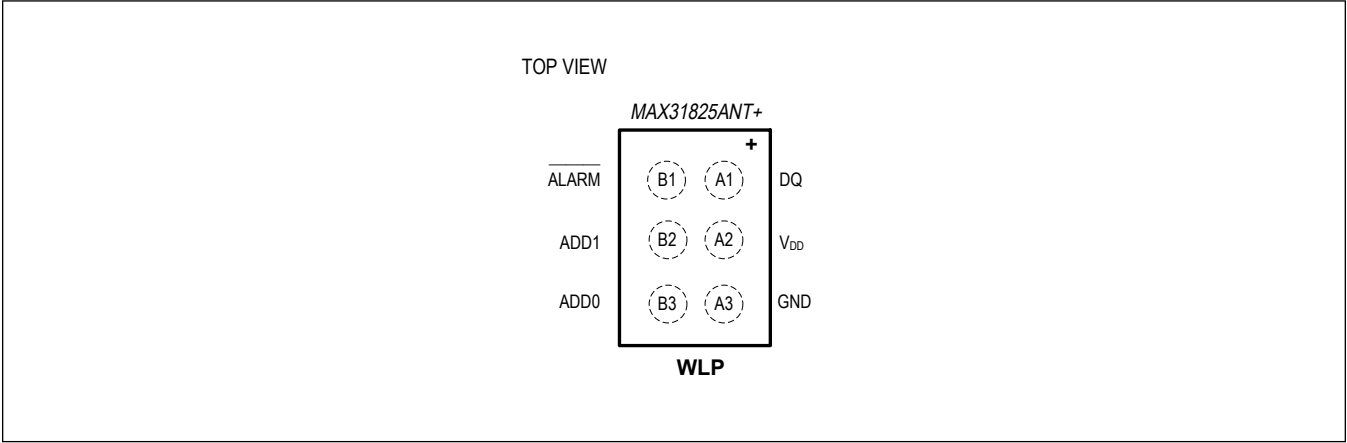 TOP VIEW
MAX31825ANT+
+
ALARM B1 A1 DQ
ADD1 B2 A2 VDD
ADD0 B3 A3 GND
WLP